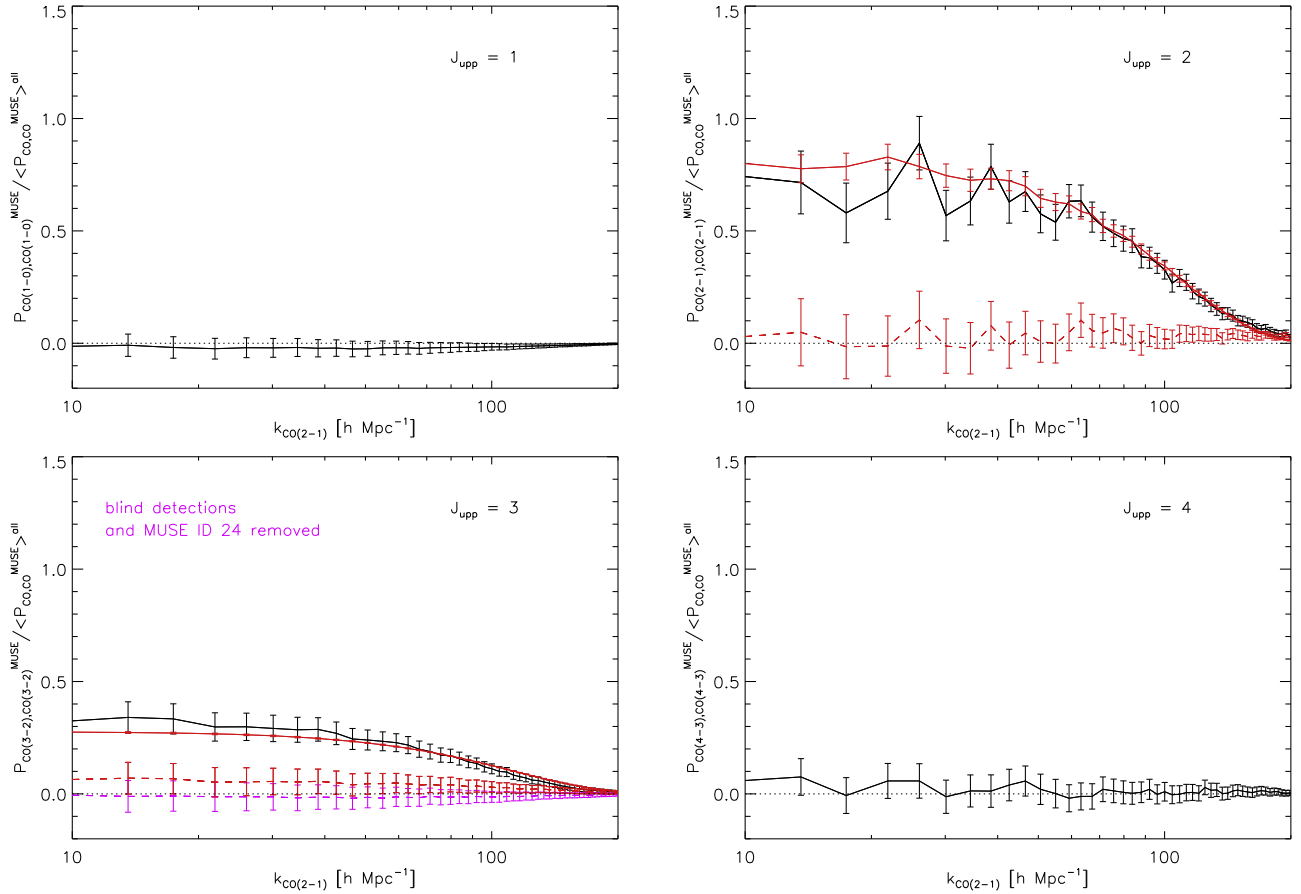 1.5
1.0
0.5
0.0
10
100
J_upp = 1
P_CO(1−0),CO(1−0)^MUSE/<P_CO,CO^MUSE>^all
k_CO(2−1) [h Mpc^−1]
1.5
1.0
0.5
0.0
10
100
J_upp = 2
P_CO(2−1),CO(2−1)^MUSE/<P_CO,CO^MUSE>^all
k_CO(2−1) [h Mpc^−1]
1.5
1.0
0.5
0.0
10
100
blind detections
and MUSE ID 24 removed
J_upp = 3
P_CO(3−2),CO(3−2)^MUSE/<P_CO,CO^MUSE>^all
k_CO(2−1) [h Mpc^−1]
1.5
1.0
0.5
0.0
10
100
J_upp = 4
P_CO(4−3),CO(4−3)^MUSE/<P_CO,CO^MUSE>^all
k_CO(2−1) [h Mpc^−1]